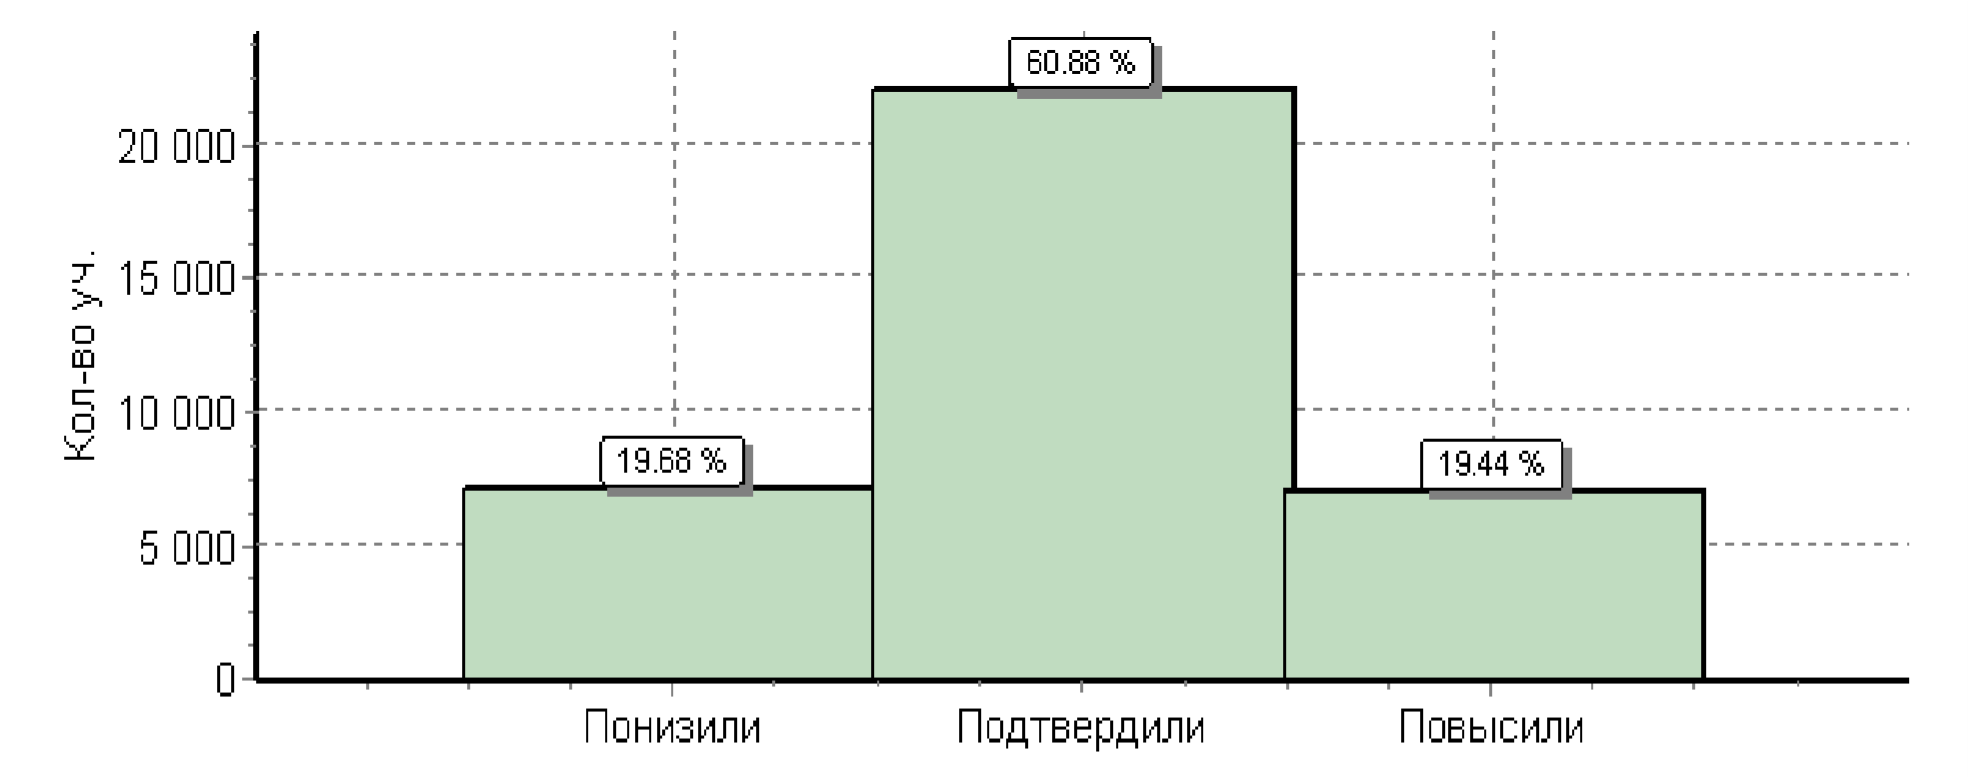 Кол-во уч.
20 000
15 000
10 000
5 000
0
60.88 %
19.68 %
19.44 %
Понизили
Подтвердили
Повысили